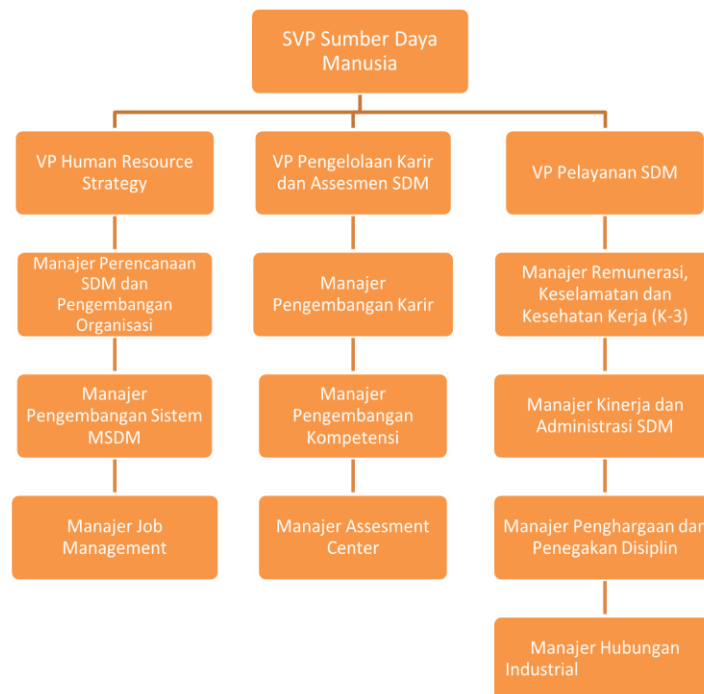 SVP Sumber Daya
Manusia
VP Human Resource
Strategy
VP Pengelolaan Karir
dan Assesmen SDM
VP Pelayanan SDM
Manajer Perencanaan
SDM dan
Pengembangan
Organisasi
Manajer
Pengembangan Karir
Manajer Remunerasi,
Keselamatan dan
Kesehatan Kerja (K-3)
Manajer
Pengembangan Sistem
MSDM
Manajer
Pengembangan
Kompetensi
Manajer Kinerja dan
Administrasi SDM
Manajer Job
Management
Manajer Assesment
Center
Manajer Penghargaan dan
Penegakan Disiplin
Manajer Hubungan
Industrial